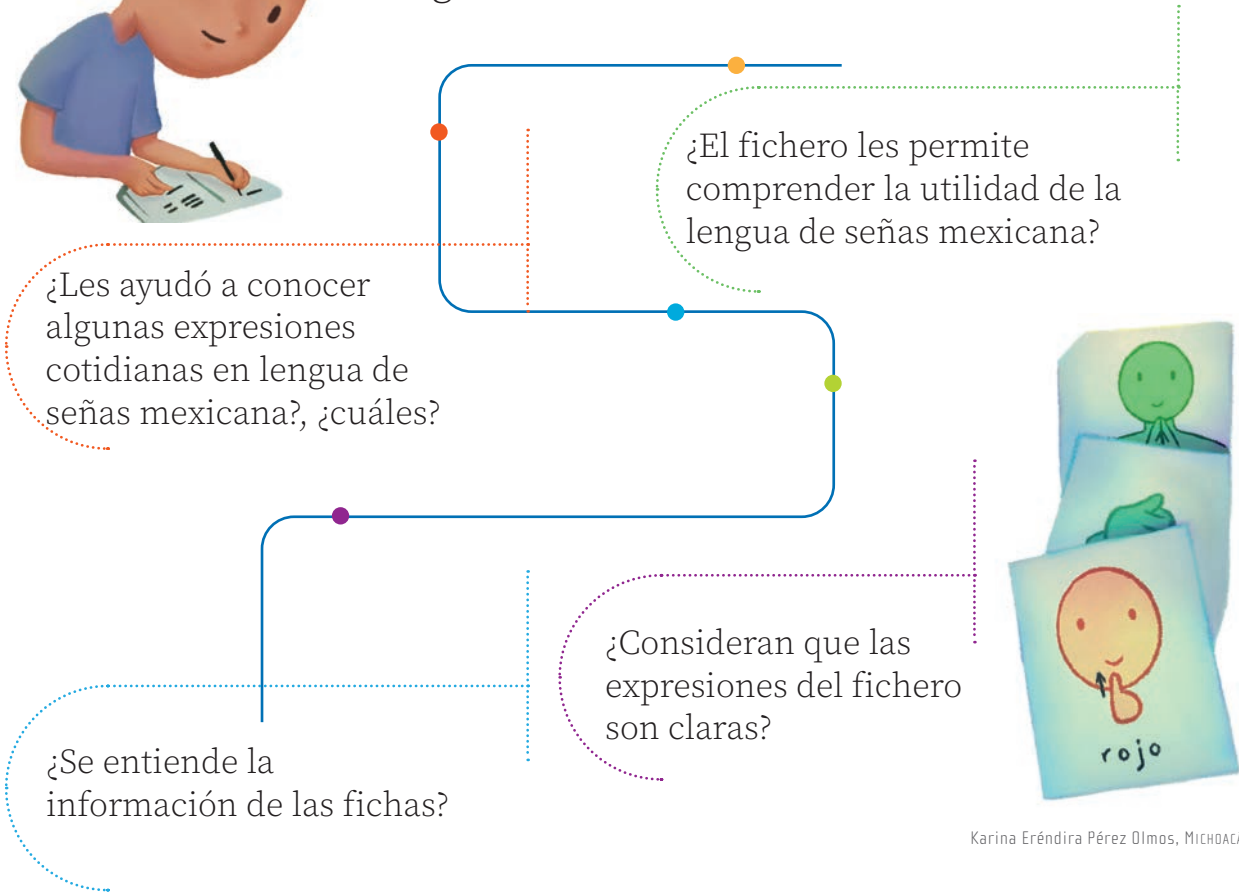 ¿El fichero les permite
comprender la utilidad de la
lengua de señas mexicana?
¿Les ayudó a conocer
algunas expresiones
cotidianas en lengua de
señas mexicana?, ¿cuáles?
¿Consideran que las
expresiones del fichero
son claras?
rojo
¿Se entiende la
información de las fichas?
Karina Eréndira Pérez Olmos,